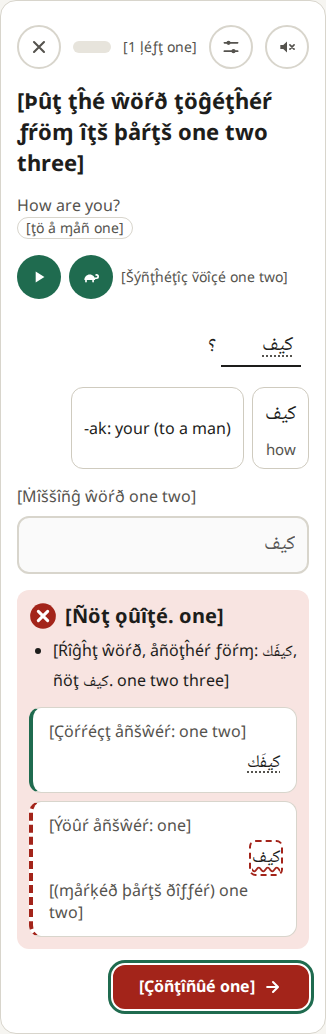 [1 ļéƒţ one]
[Þûţ ţĥé ŵöŕð ţöĝéţĥéŕ
ƒŕöɱ îţš þåŕţš one two
three]
How are you?
[ţö å ɱåñ one]
[Šýñţĥéţîç ṽöîçé one two]
كيف ؟
كيف
how
-ak: your (to a man)
[Ṁîššîñĝ ŵöŕð one two]
كيف
[Ñöţ ǫûîţé. one]
[Ŕîĝĥţ ŵöŕð, åñöţĥéŕ ƒöŕɱ: كيفَك,
ñöţ كيف. one two three]
[Çöŕŕéçţ åñšŵéŕ: one two]
كيفَك
[Ýöûŕ åñšŵéŕ: one]
كيف
[(ɱåŕķéð þåŕţš ðîƒƒéŕ) one
two]
[Çöñţîñûé one]